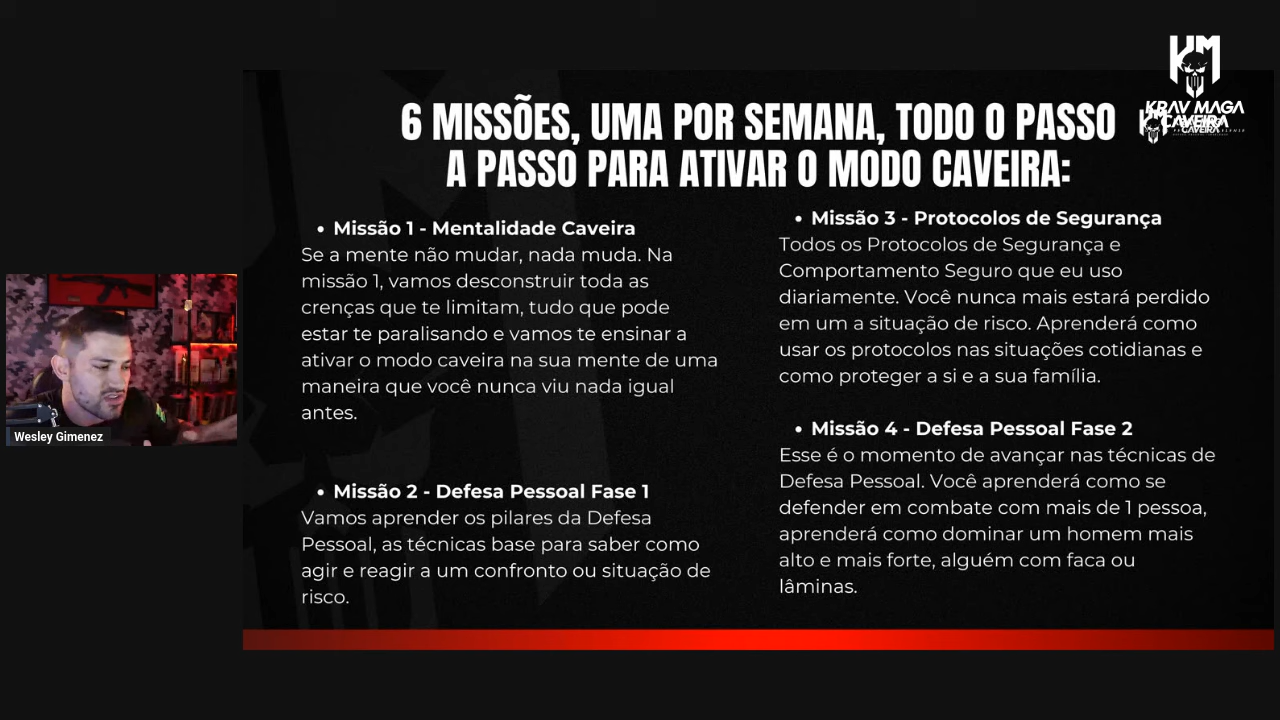 6 MISSÕES, UMA POR SEMANA, TODO O PASSO
A PASSO PARA ATIVAR O MODO CAVEIRA:
• Missão 1 - Mentalidade Caveira
Se a mente não mudar, nada muda. Na
missão 1, vamos desconstruir toda as
crenças que te limitam, tudo que pode
estar te paralisando e vamos te ensinar a
ativar o modo caveira na sua mente de uma
maneira que você nunca viu nada igual
antes.
• Missão 2 - Defesa Pessoal Fase 1
Vamos aprender os pilares da Defesa
Pessoal, as técnicas base para saber como
agir e reagir a um confronto ou situação de
risco.
• Missão 3 - Protocolos de Segurança
Todos os Protocolos de Segurança e
Comportamento Seguro que eu uso
diariamente. Você nunca mais estará perdido
em um a situação de risco. Aprenderá como
usar os protocolos nas situações cotidianas e
como proteger a si e a sua família.
• Missão 4 - Defesa Pessoal Fase 2
Esse é o momento de avançar nas técnicas de
Defesa Pessoal. Você aprenderá como se
defender em combate com mais de 1 pessoa,
aprenderá como dominar um homem mais
alto e mais forte, alguém com faca ou
lâminas.
KM
KRAV MAGA
CAVEIRA
CAVEIRA
Wesley Gimenez